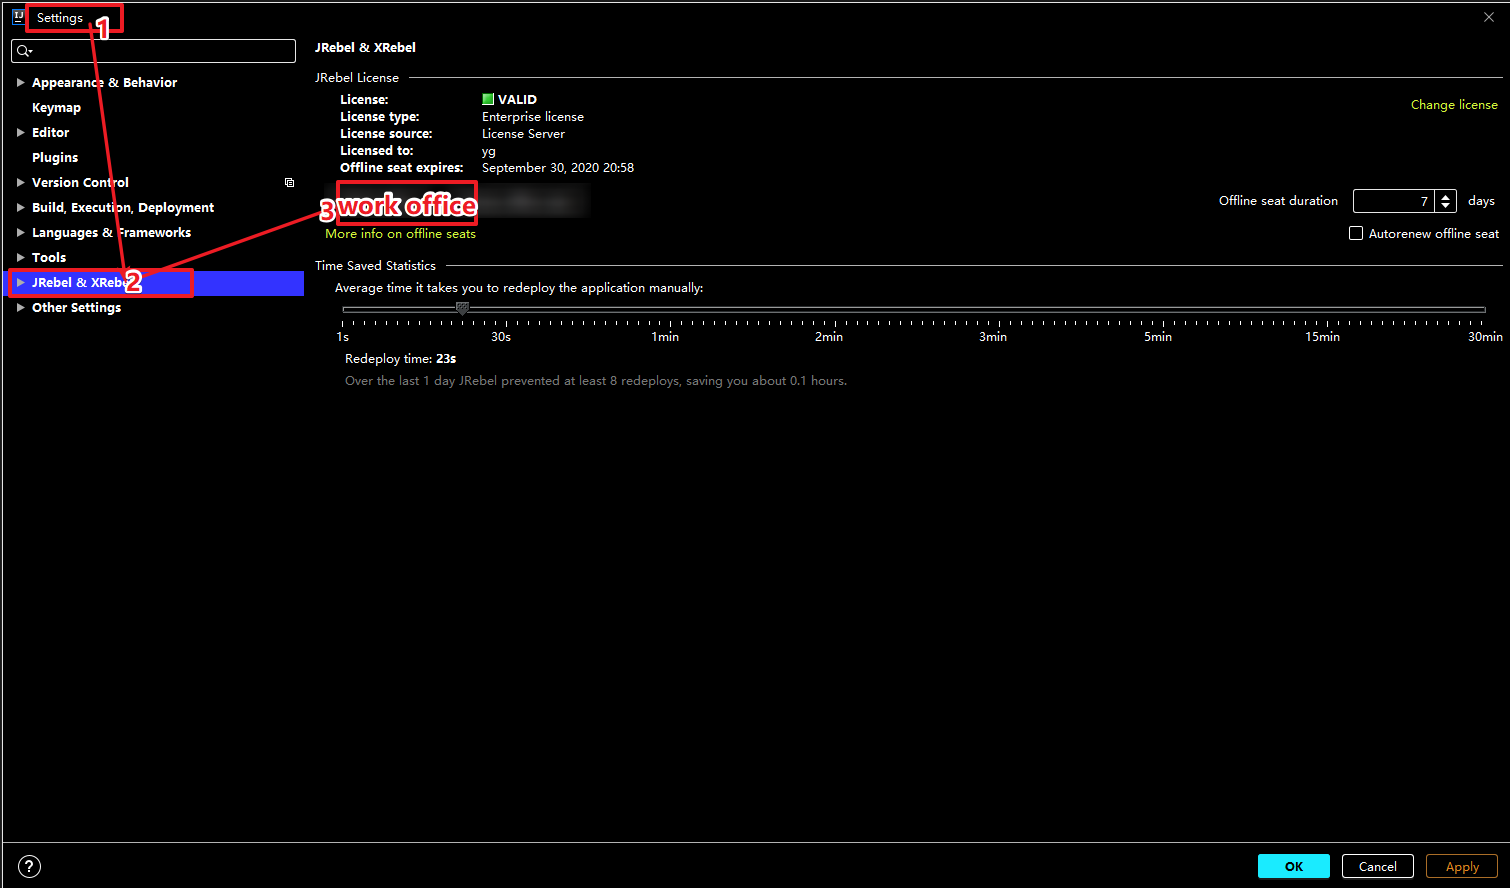 Settings
1
JRebel & XRebel
JRebel License
Appearance & Behavior
Keymap
Editor
Plugins
Version Control
Build, Execution, Deployment
Languages & Frameworks
Tools
JRebel & XRebel
2
Other Settings
License: VALID
Change license
License type: Enterprise license
License source: License Server
Licensed to: yg
Offline seat expires: September 30, 2020 20:58
3 work office
Offline seat duration 7 days
More info on offline seats
Autorenew offline seat
Time Saved Statistics
Average time it takes you to redeploy the application manually:
1s 30s 1min 2min 3min 5min 15min 30min
Redeploy time: 23s
Over the last 1 day JRebel prevented at least 8 redeploys, saving you about 0.1 hours.
?
OK Cancel Apply